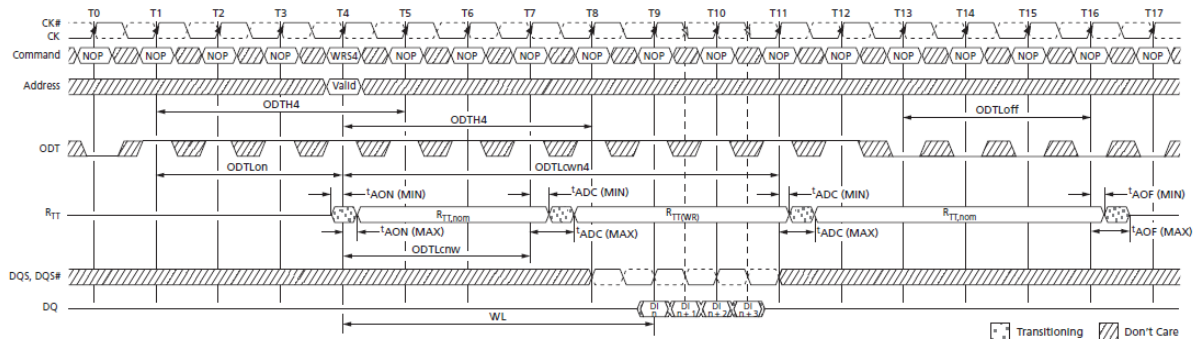 T0 T1 T2 T3 T4 T5 T6 T7 T8 T9 T10 T11 T12 T13 T14 T15 T16 T17
CK#
CK
Command NOP NOP NOP NOP WRS4 NOP NOP NOP NOP NOP NOP NOP NOP NOP NOP NOP NOP NOP
Address Valid
ODTH4 ODTLoff
ODTH4
ODT
ODTLon ODTLcwn4
tAON (MIN) tADC (MIN) tADC (MIN) tAOF (MIN)
RTT RTT,nom RTT(WR) RTT,nom
tAON (MAX) tADC (MAX) tADC (MAX) tAOF (MAX)
ODTLcnw
DQS, DQS#
DQ DI n DI n + 1 DI n + 2 DI n + 3
WL
Transitioning Don't Care